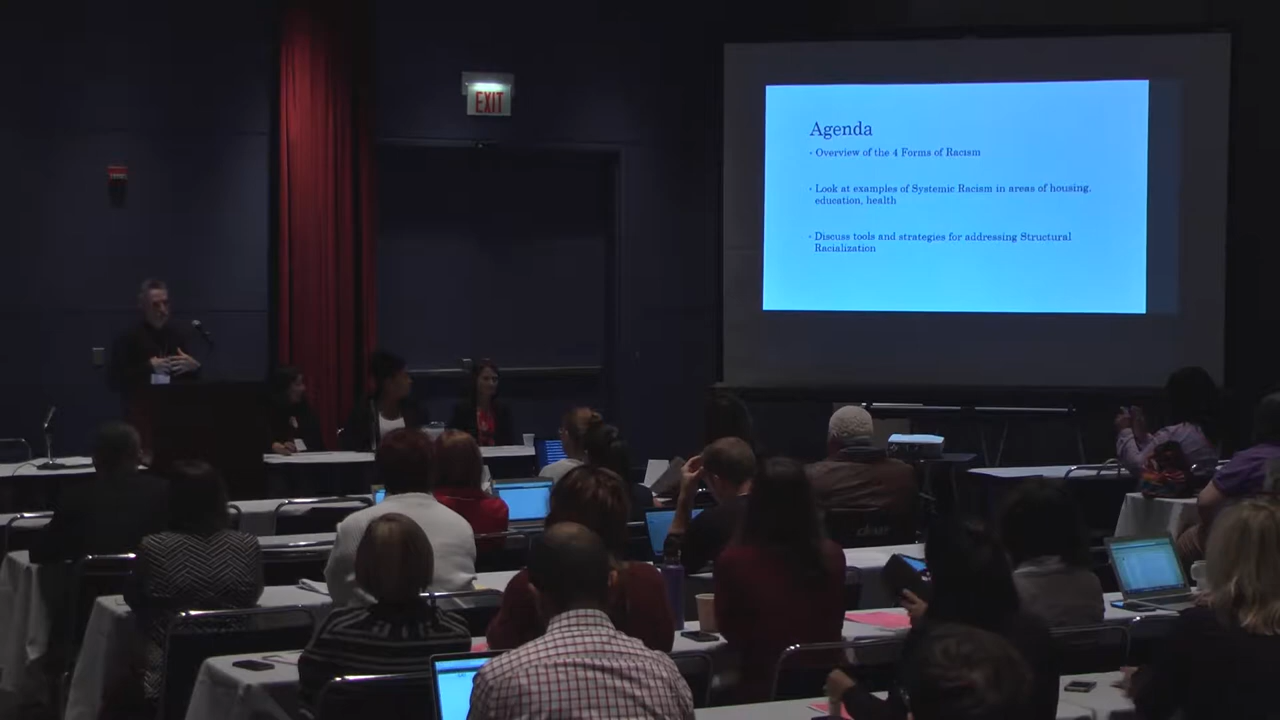 EXIT
Agenda
- Overview of the 4 Forms of Racism
- Look at examples of Systemic Racism in areas of housing,
education, health
- Discuss tools and strategies for addressing Structural
Racialization